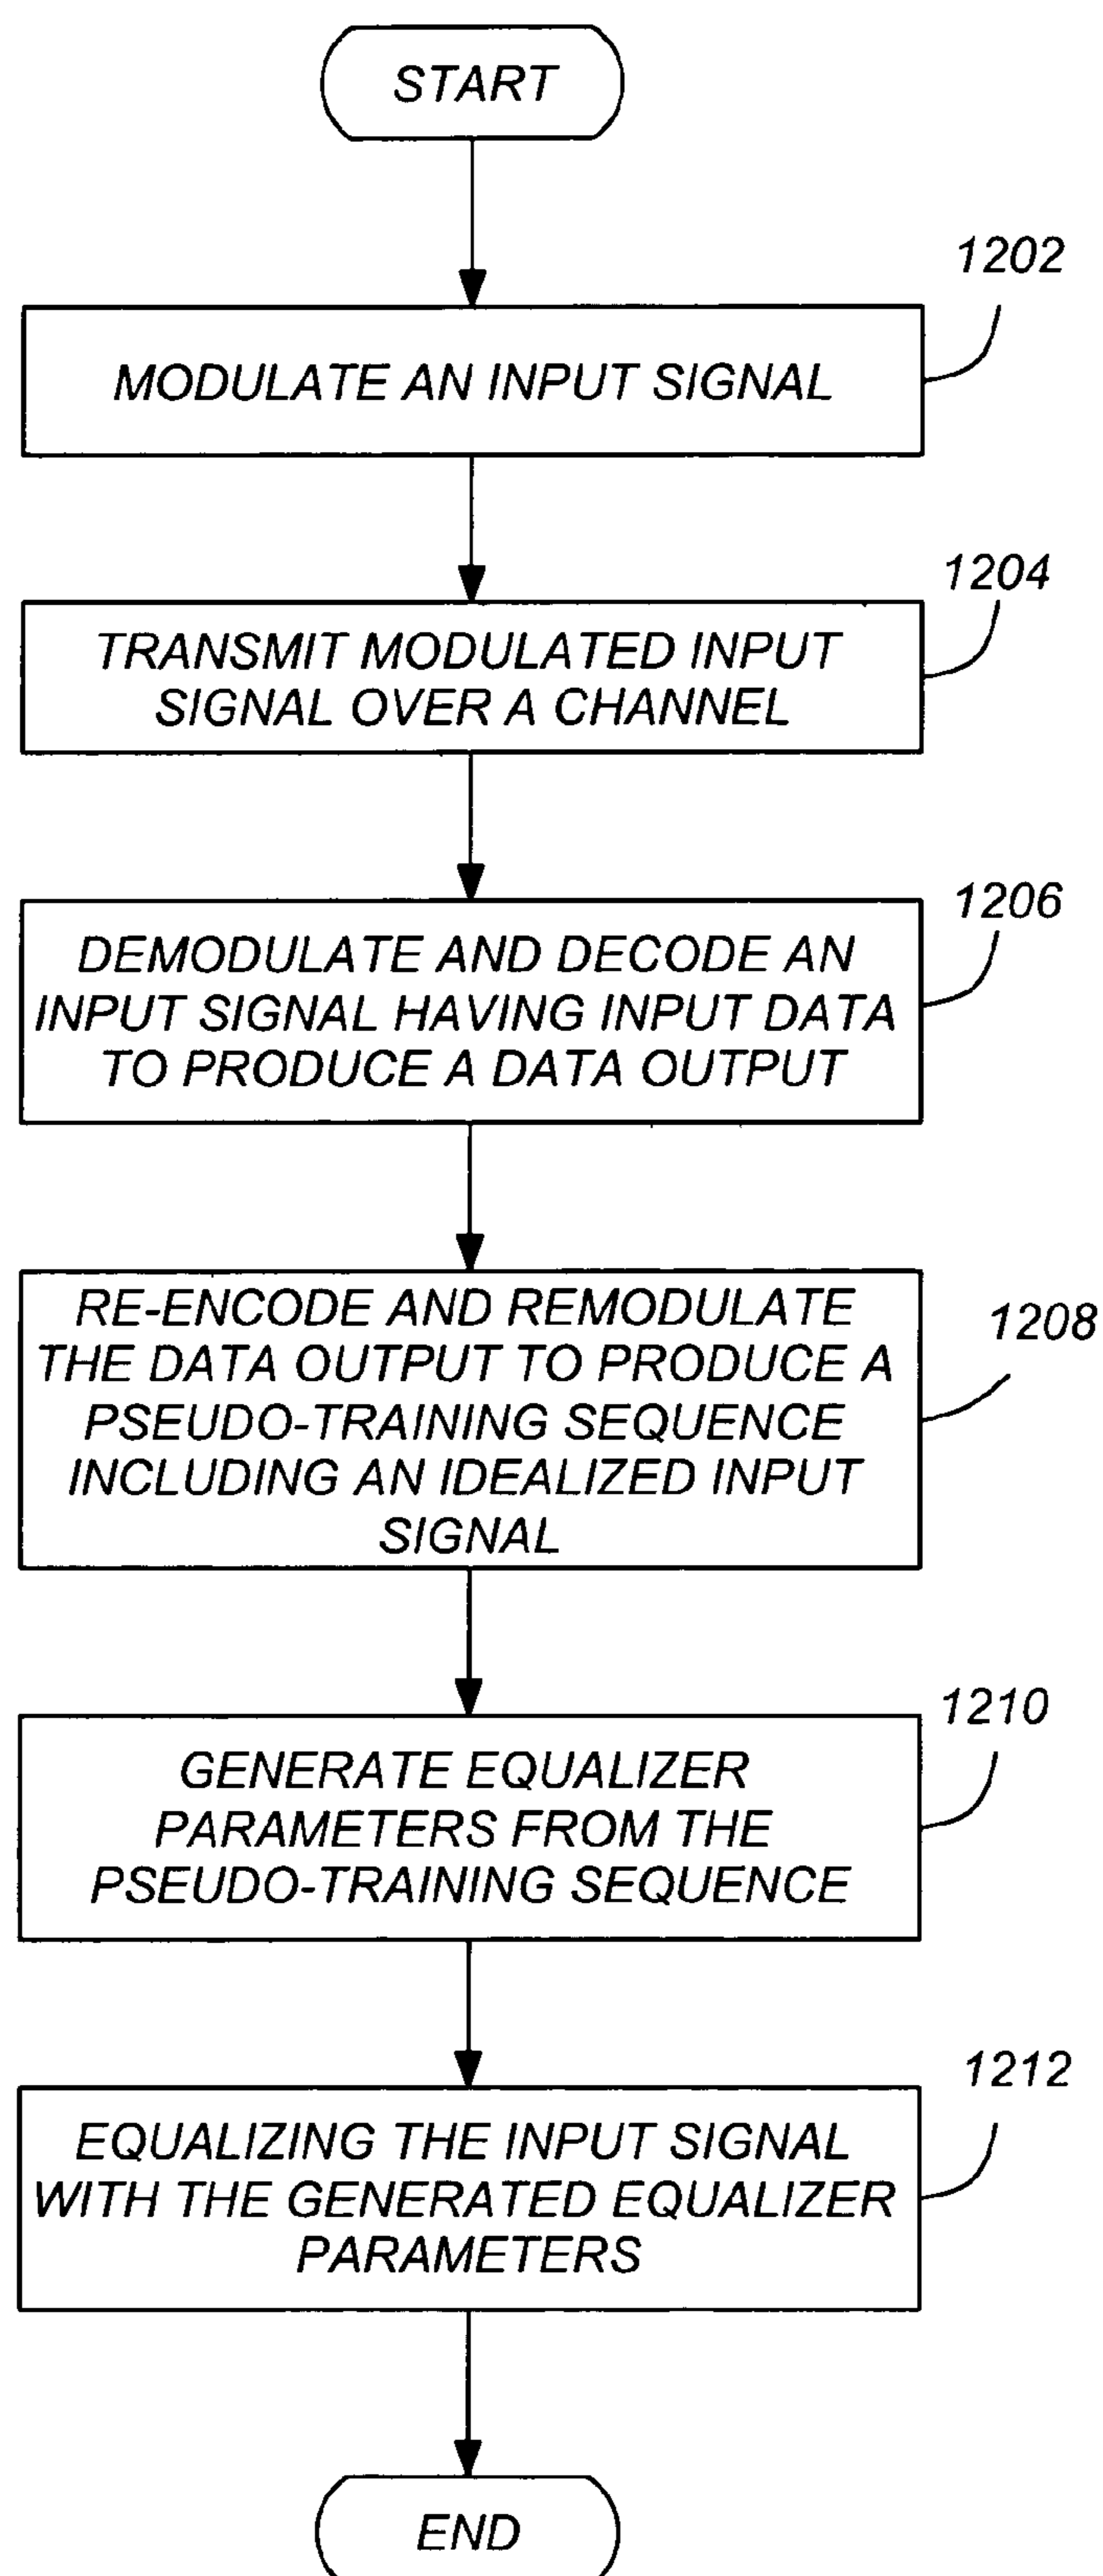 START
1202
MODULATE AN INPUT SIGNAL
1204
TRANSMIT MODULATED INPUT
SIGNAL OVER A CHANNEL
1206
DEMODULATE AND DECODE AN
INPUT SIGNAL HAVING INPUT DATA
TO PRODUCE A DATA OUTPUT
1208
RE-ENCODE AND REMODULATE
THE DATA OUTPUT TO PRODUCE A
PSEUDO-TRAINING SEQUENCE
INCLUDING AN IDEALIZED INPUT
SIGNAL
1210
GENERATE EQUALIZER
PARAMETERS FROM THE
PSEUDO-TRAINING SEQUENCE
1212
EQUALIZING THE INPUT SIGNAL
WITH THE GENERATED EQUALIZER
PARAMETERS
END